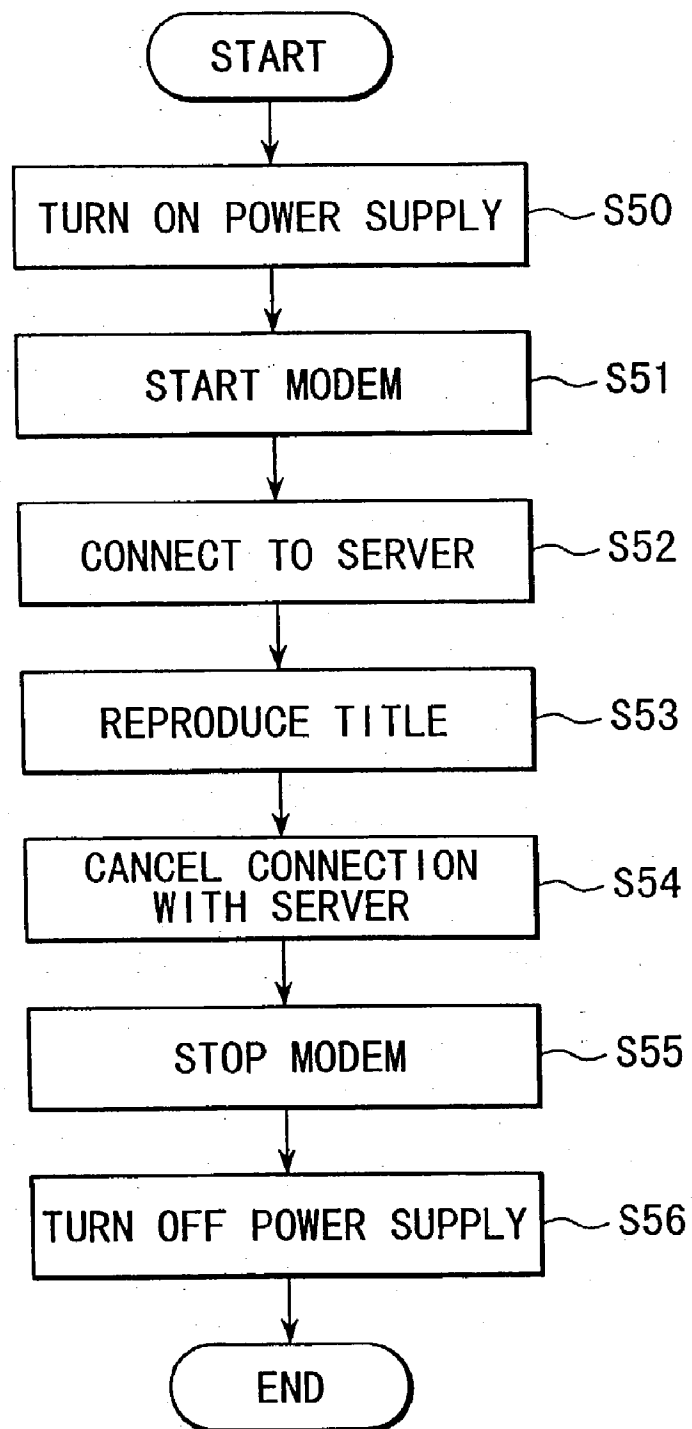 START
TURN ON POWER SUPPLY
S50
START MODEM
S51
CONNECT TO SERVER
S52
REPRODUCE TITLE
S53
CANCEL CONNECTION
WITH SERVER
S54
STOP MODEM
S55
TURN OFF POWER SUPPLY
S56
END